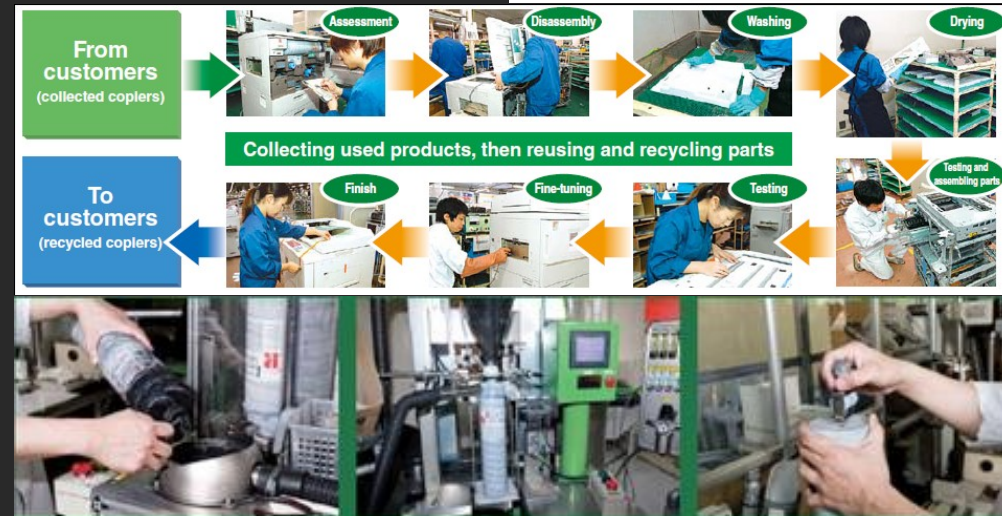 From
customers
(collected copiers)
Assessment
Disassembly
Washing
Drying
Collecting used products, then reusing and recycling parts
To
customers
(recycled copiers)
Finish
Fine-tuning
Testing
Testing and
assembling parts